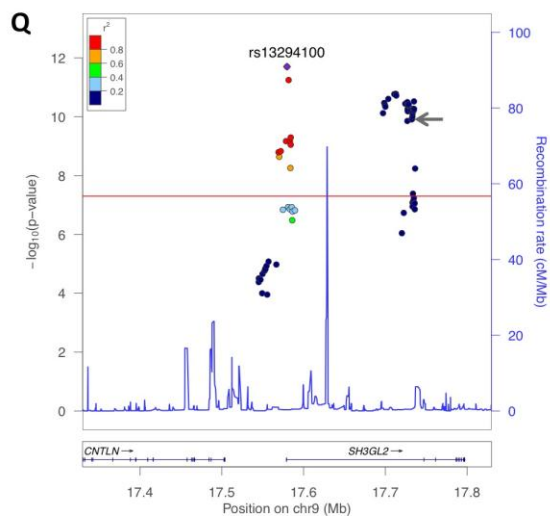 Q
rs13294100
r²
0.8
0.6
0.4
0.2
12
10
8
6
4
2
0
−log10(p−value)
100
80
60
40
20
0
Recombination rate (cM/Mb)
CNTLN→
SH3GL2→
17.4 17.5 17.6 17.7 17.8
Position on chr9 (Mb)